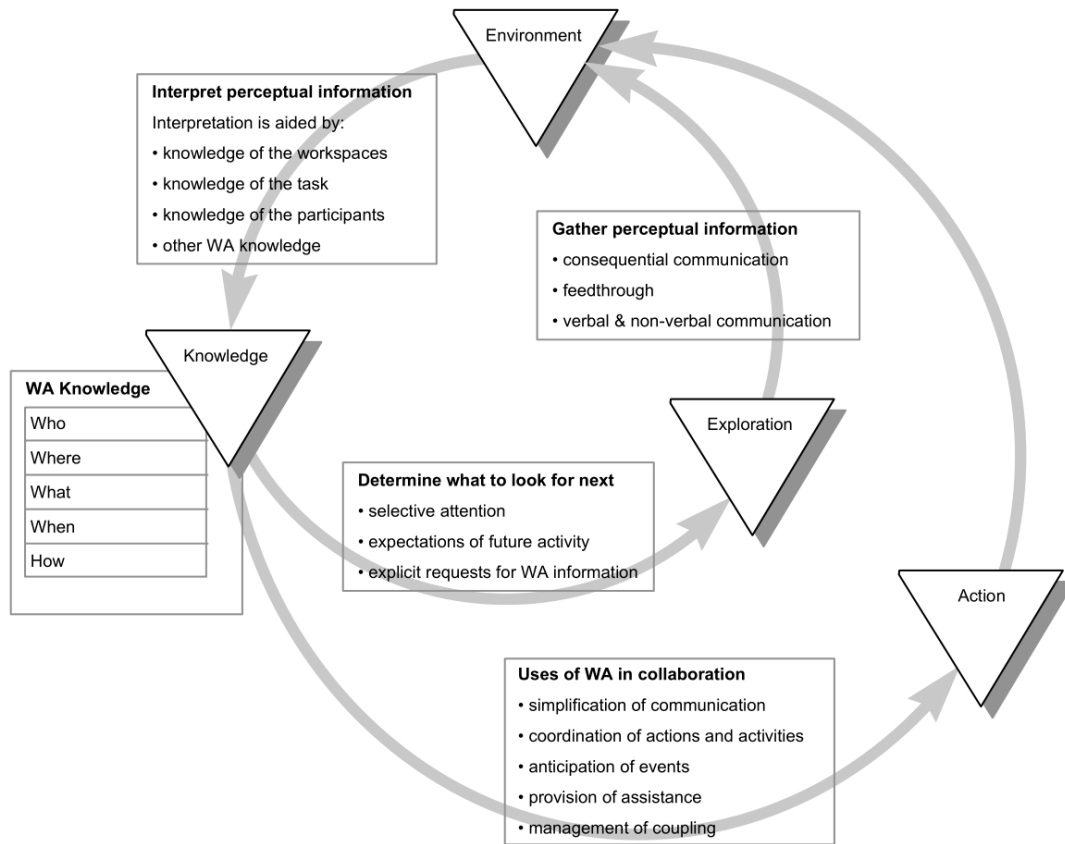 Environment
Interpret perceptual information
Interpretation is aided by:
• knowledge of the workspaces
• knowledge of the task
• knowledge of the participants
• other WA knowledge
Gather perceptual information
• consequential communication
• feedthrough
• verbal & non-verbal communication
Knowledge
WA Knowledge
Who
Where
What
When
How
Exploration
Determine what to look for next
• selective attention
• expectations of future activity
• explicit requests for WA information
Action
Uses of WA in collaboration
• simplification of communication
• coordination of actions and activities
• anticipation of events
• provision of assistance
• management of coupling